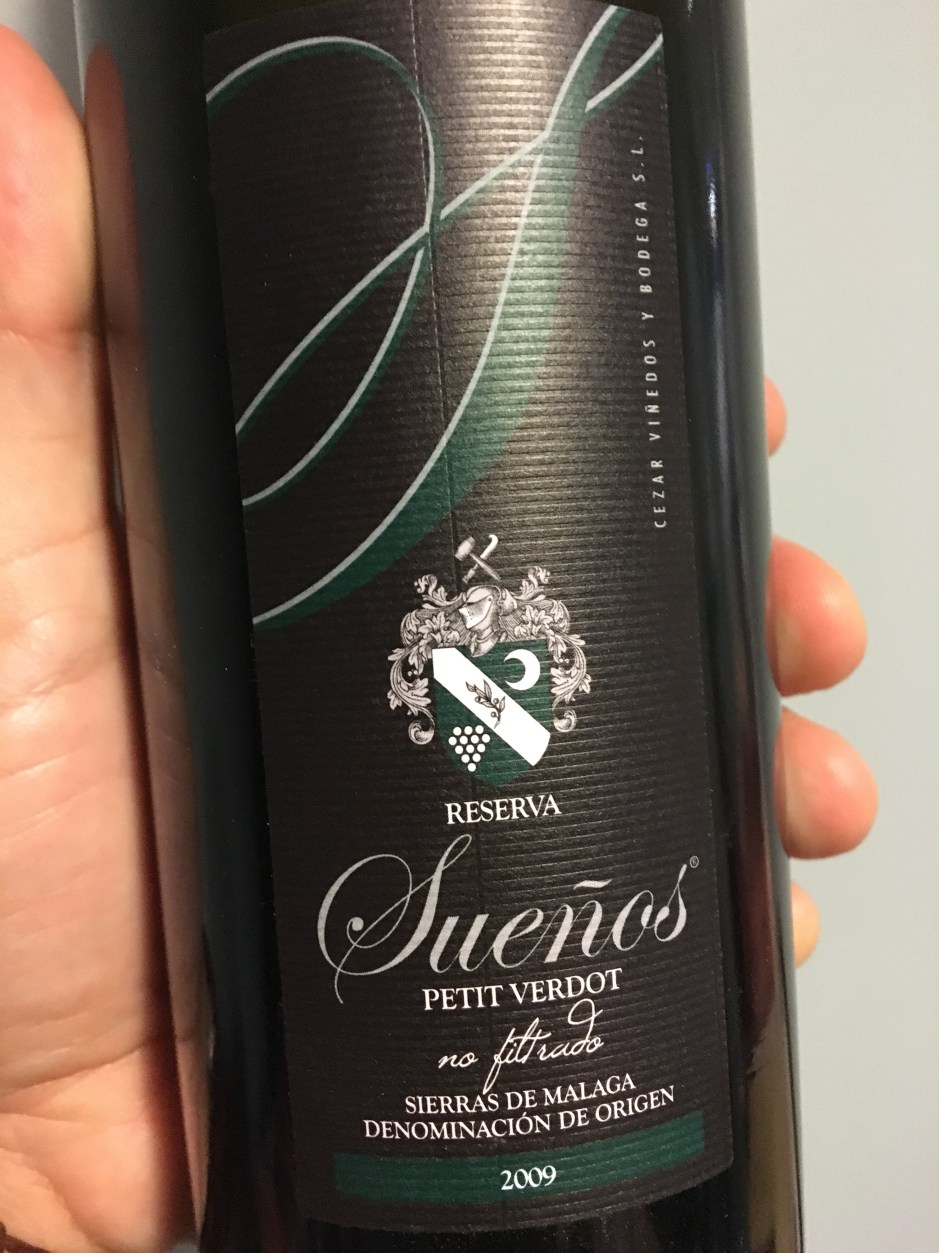 CEZAR VIÑEDOS Y BODEGA S.L.
RESERVA
Sueños®
PETIT VERDOT
no filtrado
SIERRAS DE MALAGA
DENOMINACIÓN DE ORIGEN
2009